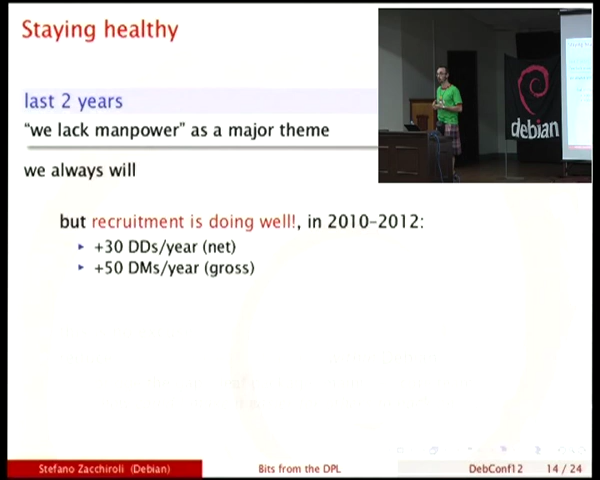 Staying healthy
last 2 years
“we lack manpower” as a major theme
we always will
but recruitment is doing well!, in 2010–2012:
+30 DDs/year (net)
+50 DMs/year (gross)
debian
Stefano Zacchiroli (Debian) Bits from the DPL DebConf12 14 / 24